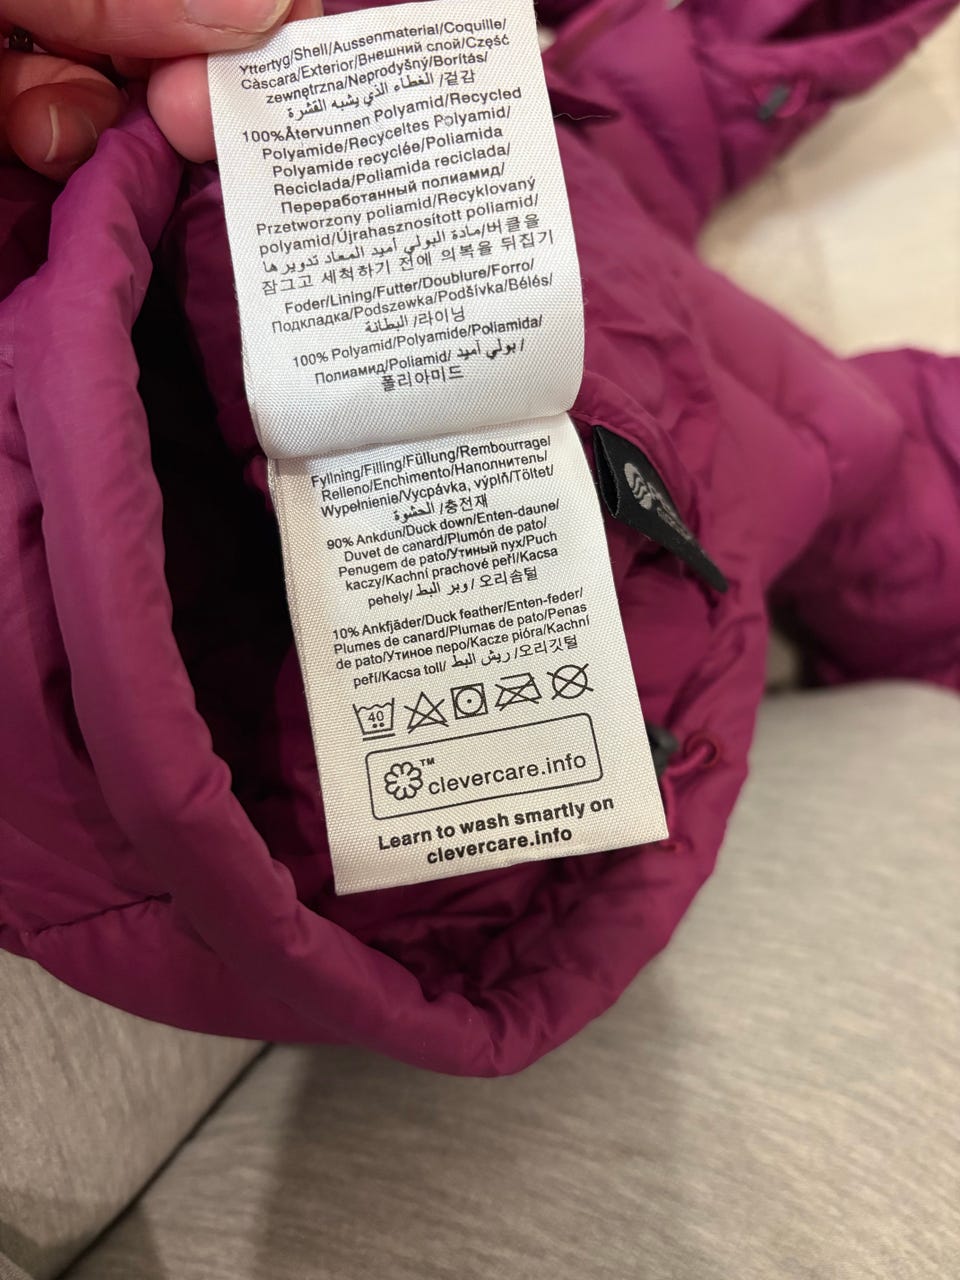 Yttertyg/Shell/Aussenmaterial/Coquille/
Càscara/Exterior/Внешний слой/Część
zewnętrzna/Neprodyšný/Borítás/
الغطاء الذي يشبه القشرة /겉감
100%Återvunnen Polyamid/Recycled
Polyamide/Recyceltes Polyamid/
Polyamide recyclée/Poliamida
Reciclada/Poliamida reciclada/
Переработанный полиамид/
Przetworzony poliamid/Recyklovaný
polyamid/Újrahasznosított poliamid/
مادة البولي أميد المعاد تدويرها/버클을
잠그고 세척하기 전에 의복을 뒤집기
Foder/Lining/Futter/Doublure/Forro/
Подкладка/Podszewka/Podšívka/Bélés/
البطانة /라이닝
100% Polyamid/Polyamide/Poliamida/
Полиамид/Poliamid/ بولي أميد/
폴리아미드
Fyllning/Filling/Füllung/Rembourrage/
Relleno/Enchimento/Наполнитель/
Wypełnienie/Vycpávka, výplň/Töltet/
الحشوة /충전재
90% Ankdun/Duck down/Enten-daune/
Duvet de canard/Plumón de pato/
Penugem de pato/Утиный пух/Puch
kaczy/Kachní prachové peří/Kacsa
pehely/ وبر البط/ 오리솜털
10% Ankfjäder/Duck feather/Enten-feder/
Plumes de canard/Plumas de pato/Penas
de pato/Утиное перо/Kacze pióra/Kachní
peří/Kacsa toll/ ريش البط /오리깃털
40
™
clevercare.info
Learn to wash smartly on
clevercare.info